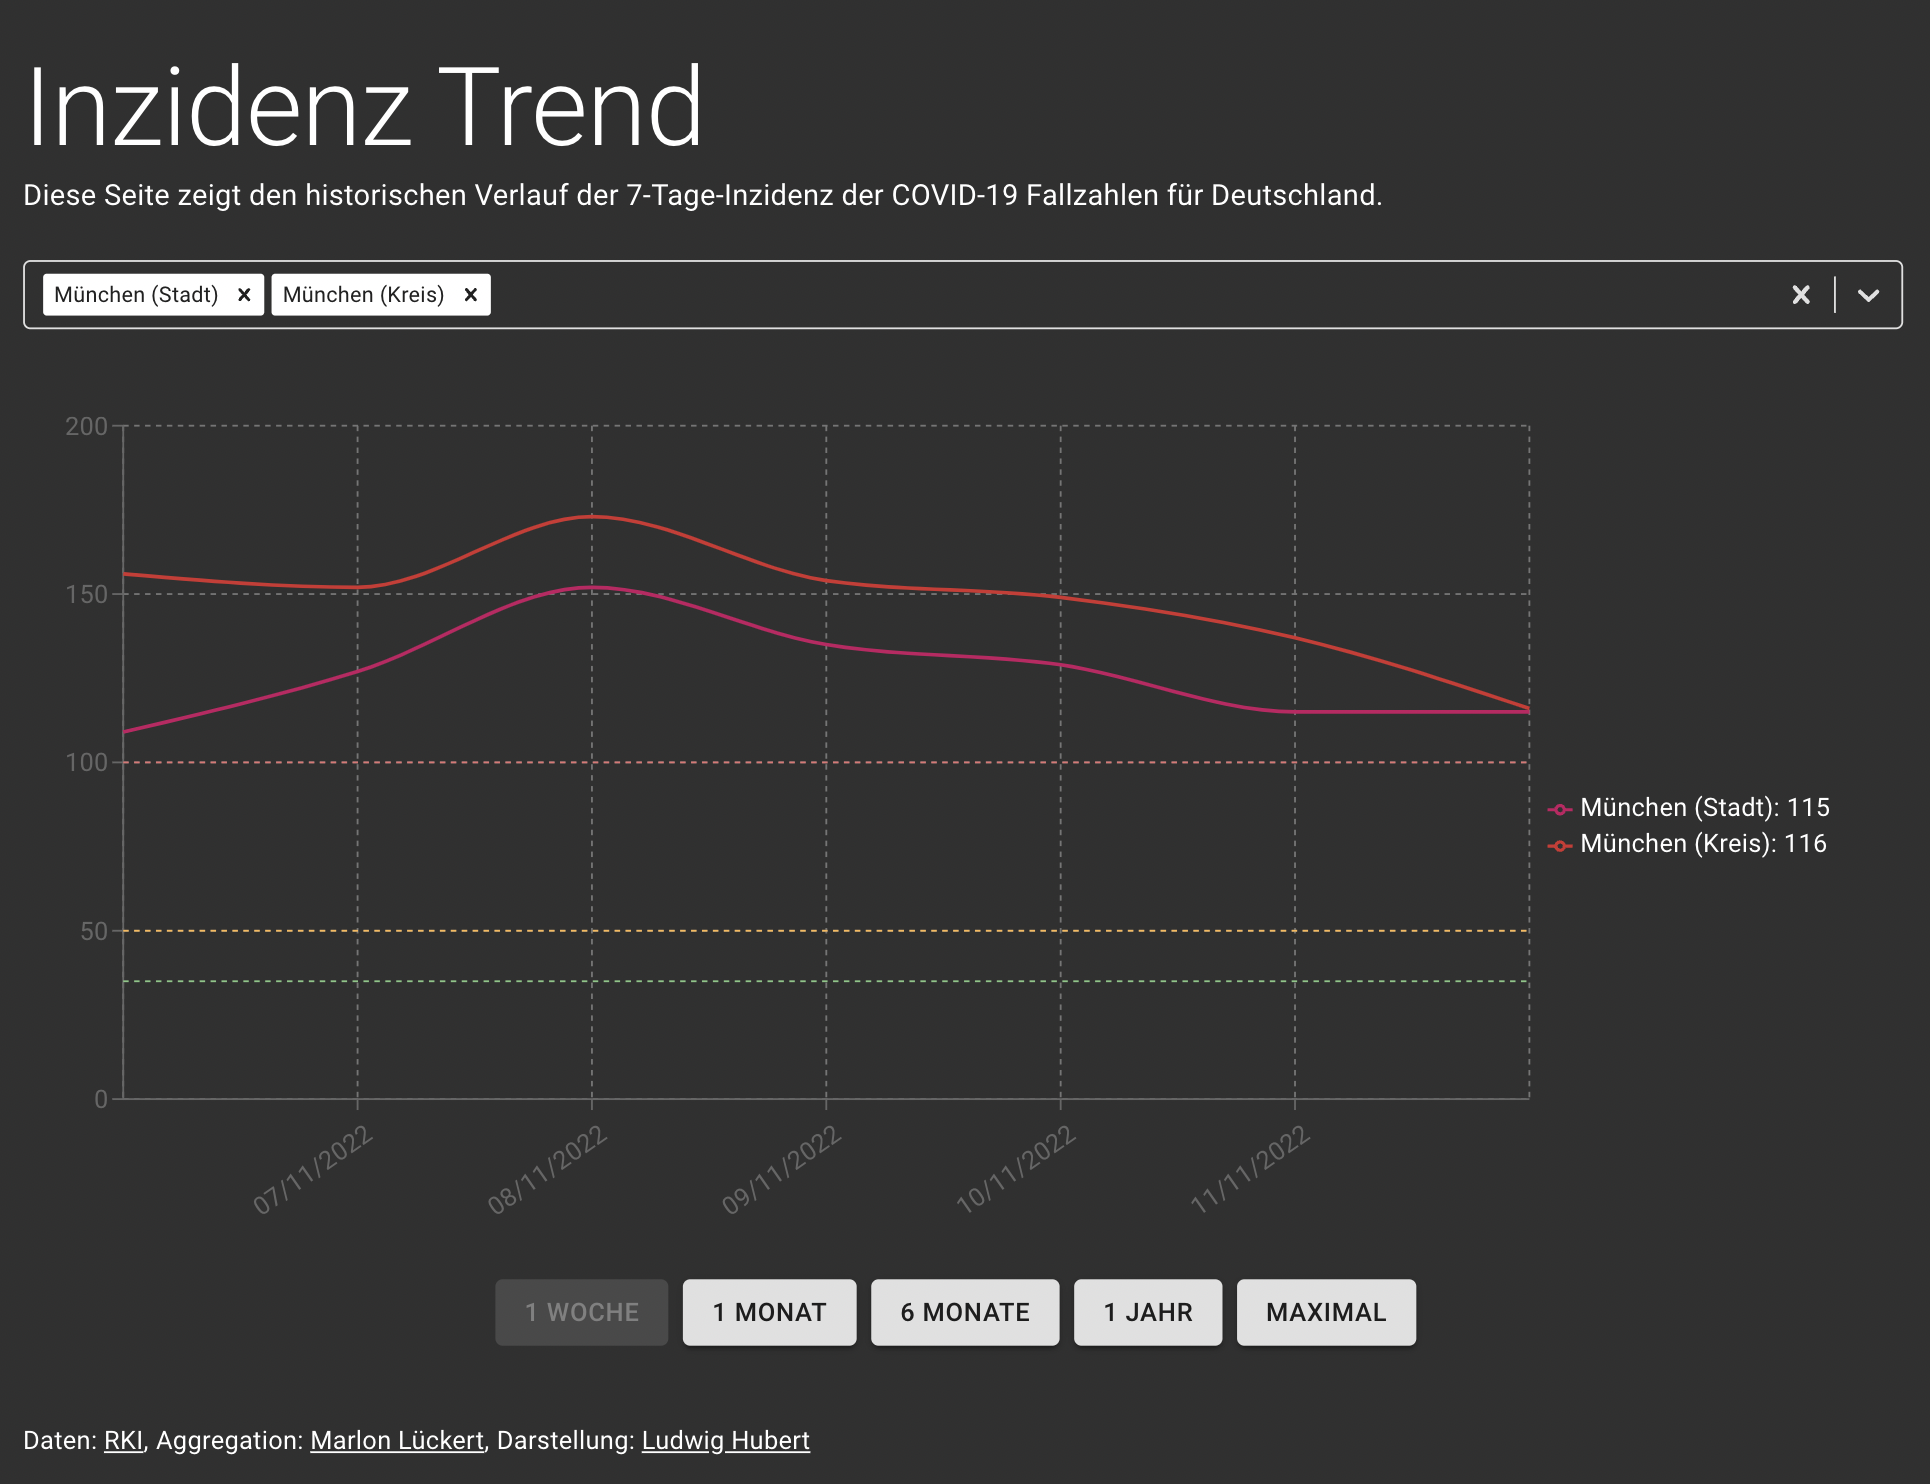 Inzidenz Trend
Diese Seite zeigt den historischen Verlauf der 7-Tage-Inzidenz der COVID-19 Fallzahlen für Deutschland.
München (Stadt) München (Kreis)
200
150
100
50
0
München (Stadt): 115
München (Kreis): 116
07/11/2022 08/11/2022 09/11/2022 10/11/2022 11/11/2022
1 WOCHE 1 MONAT 6 MONATE 1 JAHR MAXIMAL
Daten: RKI, Aggregation: Marlon Lückert, Darstellung: Ludwig Hubert